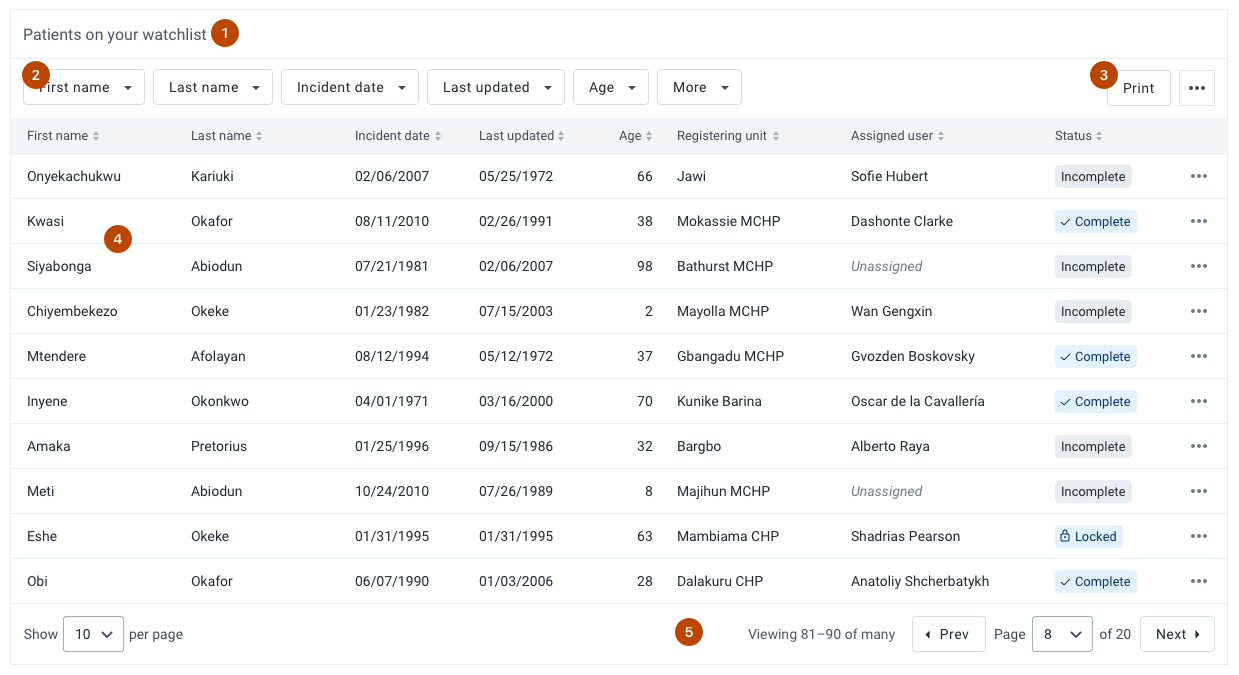 Patients on your watchlist 1
2 First name Last name Incident date Last updated Age More 3 Print
First name Last name Incident date Last updated Age Registering unit Assigned user Status
Onyekachukwu Kariuki 02/06/2007 05/25/1972 66 Jawi Sofie Hubert Incomplete
Kwasi Okafor 08/11/2010 02/26/1991 38 Mokassie MCHP Dashonte Clarke Complete
4
Siyabonga Abiodun 07/21/1981 02/06/2007 98 Bathurst MCHP Unassigned Incomplete
Chiyembekezo Okeke 01/23/1982 07/15/2003 2 Mayolla MCHP Wan Gengxin Incomplete
Mtendere Afolayan 08/12/1994 05/12/1972 37 Gbangadu MCHP Gvozden Boskovsky Complete
Inyene Okonkwo 04/01/1971 03/16/2000 70 Kunike Barina Oscar de la Cavallería Complete
Amaka Pretorius 01/25/1996 09/15/1986 32 Bargbo Alberto Raya Incomplete
Meti Abiodun 10/24/2010 07/26/1989 8 Majihun MCHP Unassigned Incomplete
Eshe Okeke 01/31/1995 01/31/1995 63 Mambiama CHP Shadrias Pearson Locked
Obi Okafor 06/07/1990 01/03/2006 28 Dalakuru CHP Anatoliy Shcherbatykh Complete
Show 10 per page 5 Viewing 81–90 of many Prev Page 8 of 20 Next